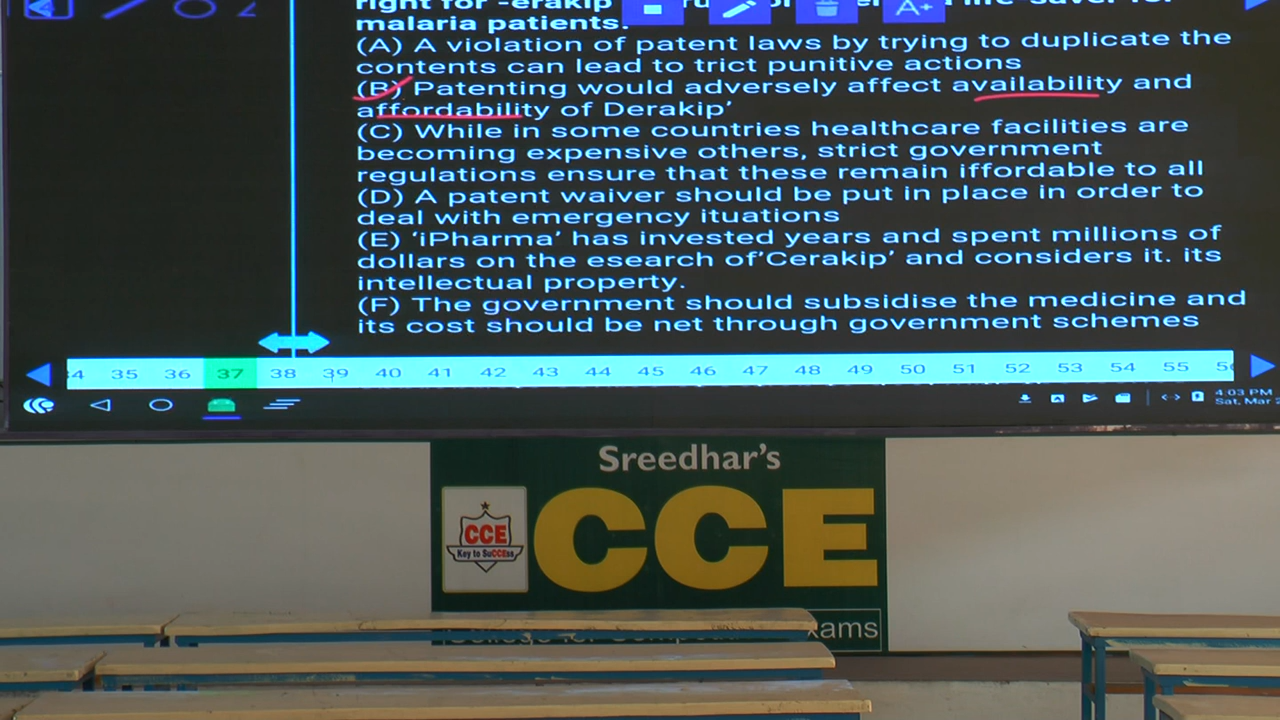 right for -erakip
malaria patients.
(A) A violation of patent laws by trying to duplicate the
contents can lead to trict punitive actions
(B) Patenting would adversely affect availability and
affordability of Derakip’
(C) While in some countries healthcare facilities are
becoming expensive others, strict government
regulations ensure that these remain iffordable to all
(D) A patent waiver should be put in place in order to
deal with emergency ituations
(E) ‘iPharma’ has invested years and spent millions of
dollars on the esearch of’Cerakip’ and considers it. its
intellectual property.
(F) The government should subsidise the medicine and
its cost should be net through government schemes
35 36 37 38 39 40 41 42 43 44 45 46 47 48 49 50 51 52 53 54 55
4:03 PM
Sat, Mar
Sreedhar’s
CCE
CCE
Key to SuCCEss